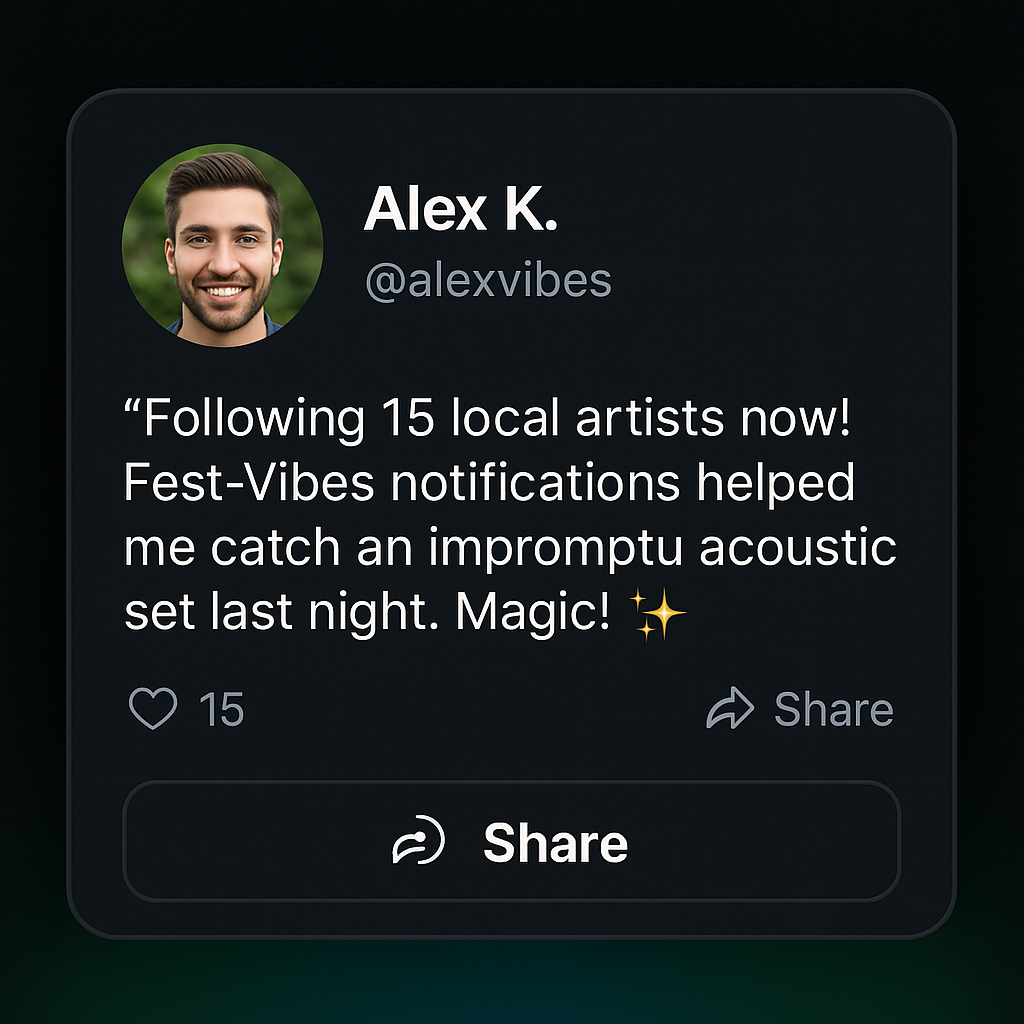 Alex K.
@alexvibes
“Following 15 local artists now!
Fest-Vibes notifications helped
me catch an impromptu acoustic
set last night. Magic! ✨
15
Share
Share